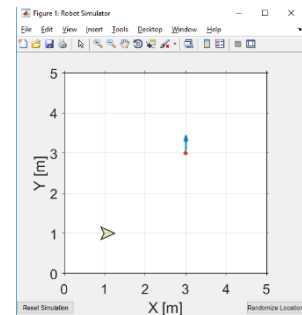 Figure 1: Robot Simulator
File Edit View Insert Tools Desktop Window Help
5
4
3
2
1
0
Y [m]
0 1 2 3 4 5
X [m]
Reset Simulation
Randomize Location